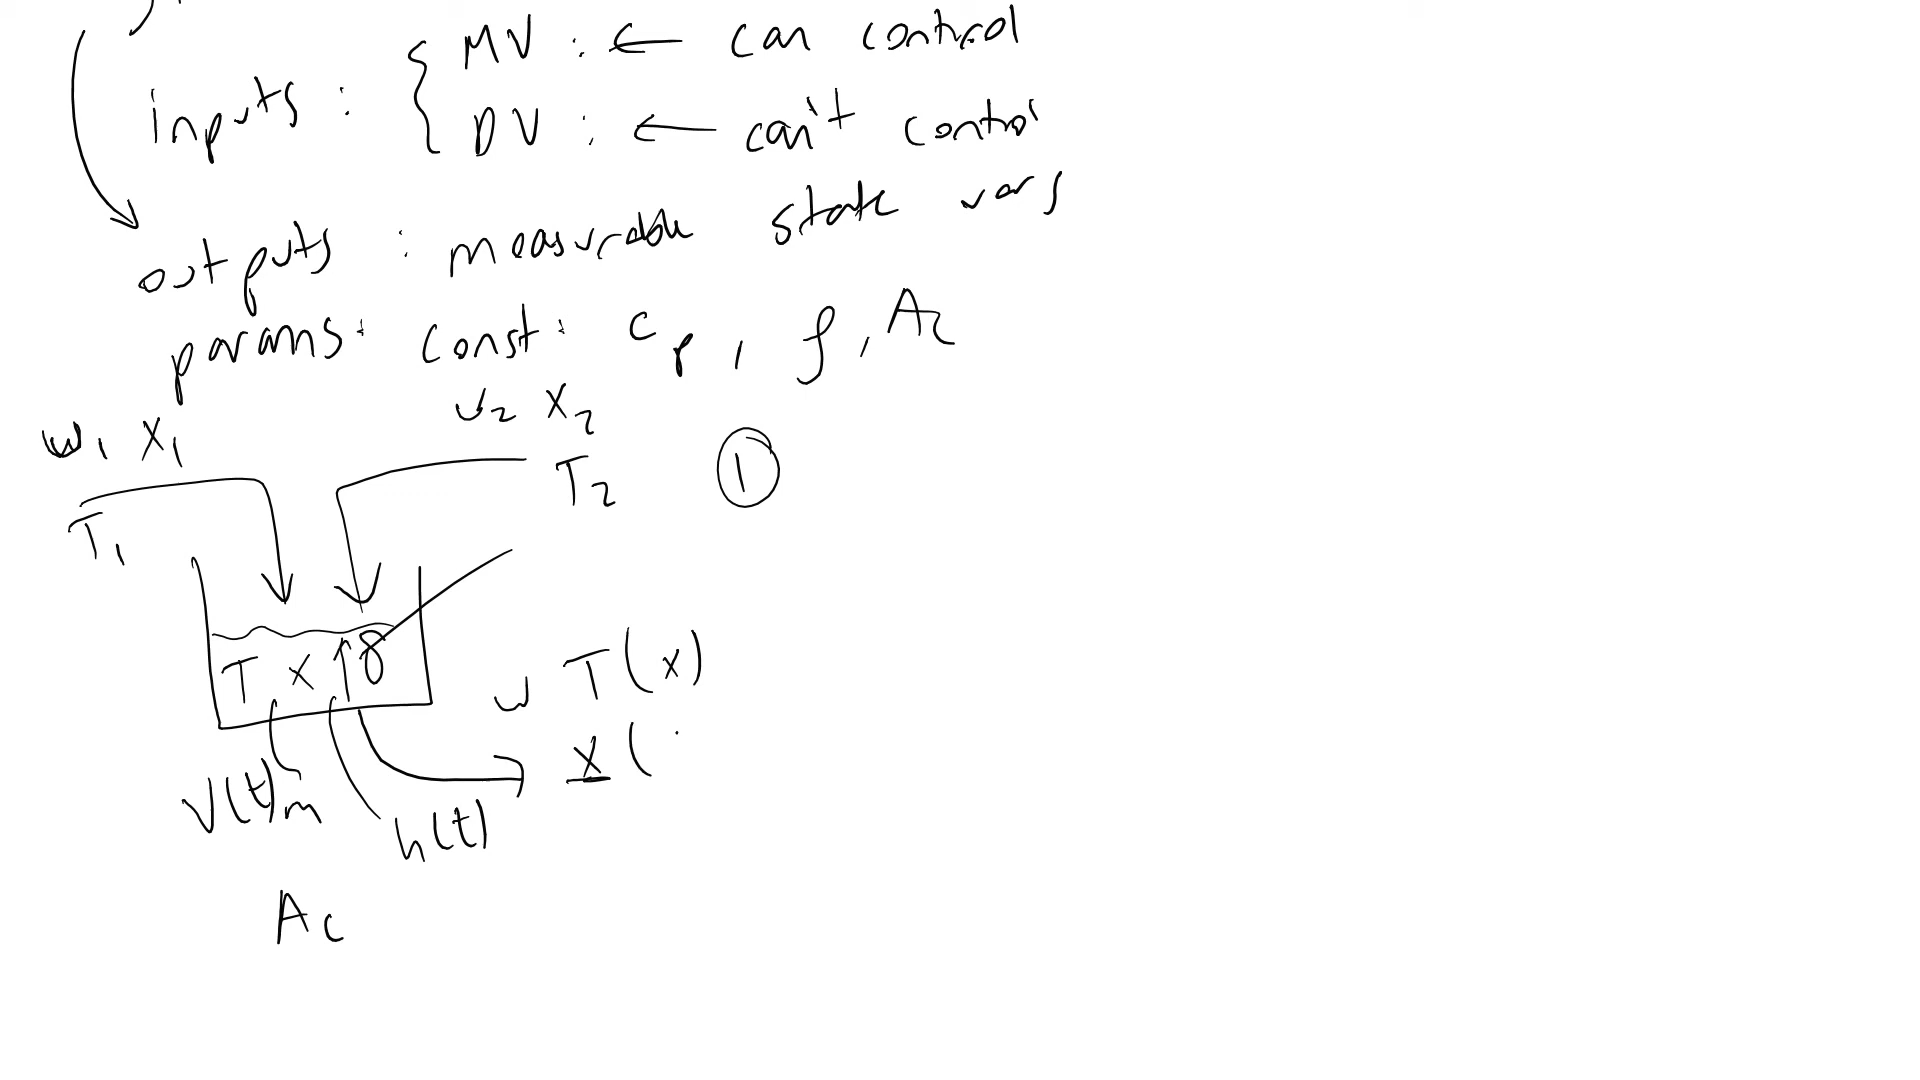 inputs : { MV : ← can control
DV : ← can't control
outputs : measurable state vars
params: const: Cp, ρ, Ac
w1 x1
w2 x2
T1
T2
①
T x
w T(x)
x (
V(t) m
h(t)
Ac